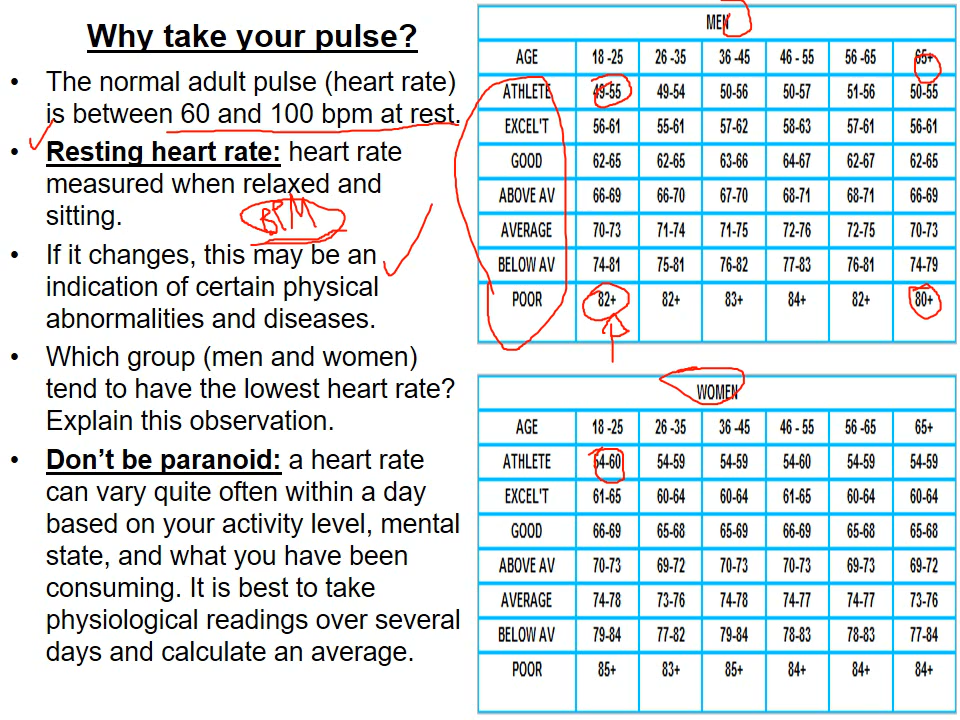 Why take your pulse?
• The normal adult pulse (heart rate)
is between 60 and 100 bpm at rest.
• Resting heart rate: heart rate
measured when relaxed and
sitting.
BPM
• If it changes, this may be an
indication of certain physical
abnormalities and diseases.
• Which group (men and women)
tend to have the lowest heart rate?
Explain this observation.
• Don't be paranoid: a heart rate
can vary quite often within a day
based on your activity level, mental
state, and what you have been
consuming. It is best to take
physiological readings over several
days and calculate an average.
MEN
AGE 18 -25 26 -35 36 -45 46 - 55 56 -65 65+
ATHLETE 49-55 49-54 50-56 50-57 51-56 50-55
EXCEL'T 56-61 55-61 57-62 58-63 57-61 56-61
GOOD 62-65 62-65 63-66 64-67 62-67 62-65
ABOVE AV 66-69 66-70 67-70 68-71 68-71 66-69
AVERAGE 70-73 71-74 71-75 72-76 72-75 70-73
BELOW AV 74-81 75-81 76-82 77-83 76-81 74-79
POOR 82+ 82+ 83+ 84+ 82+ 80+
WOMEN
AGE 18 -25 26 -35 36 -45 46 - 55 56 -65 65+
ATHLETE 54-60 54-59 54-59 54-60 54-59 54-59
EXCEL'T 61-65 60-64 60-64 61-65 60-64 60-64
GOOD 66-69 65-68 65-69 66-69 65-68 65-68
ABOVE AV 70-73 69-72 70-73 70-73 69-73 69-72
AVERAGE 74-78 73-76 74-78 74-77 74-77 73-76
BELOW AV 79-84 77-82 79-84 78-83 78-83 77-84
POOR 85+ 83+ 85+ 84+ 84+ 84+